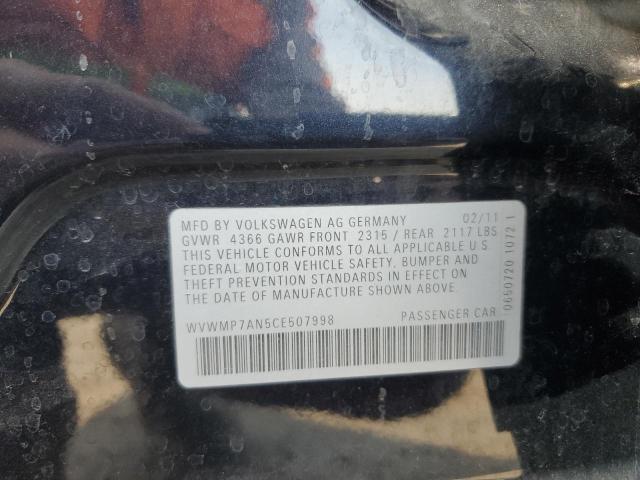 MFD BY VOLKSWAGEN AG GERMANY 02/11
GVWR 4366 GAWR FRONT 2315 / REAR 2117 LBS
THIS VEHICLE CONFORMS TO ALL APPLICABLE U S
FEDERAL MOTOR VEHICLE SAFETY, BUMPER AND
THEFT PREVENTION STANDARDS IN EFFECT ON
THE DATE OF MANUFACTURE SHOWN ABOVE.
WVWMP7AN5CE507998 PASSENGER CAR
0650720 1072 1